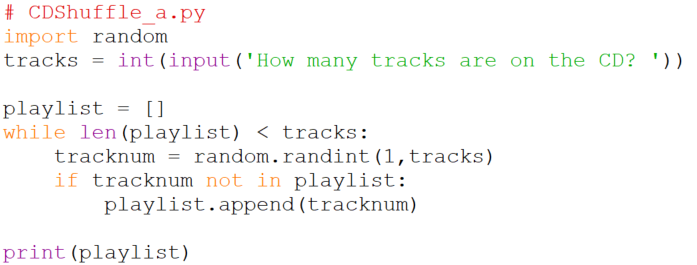 # CDShuffle_a.py
import random
tracks = int(input('How many tracks are on the CD? '))

playlist = []
while len(playlist) < tracks:
    tracknum = random.randint(1,tracks)
    if tracknum not in playlist:
        playlist.append(tracknum)

print(playlist)